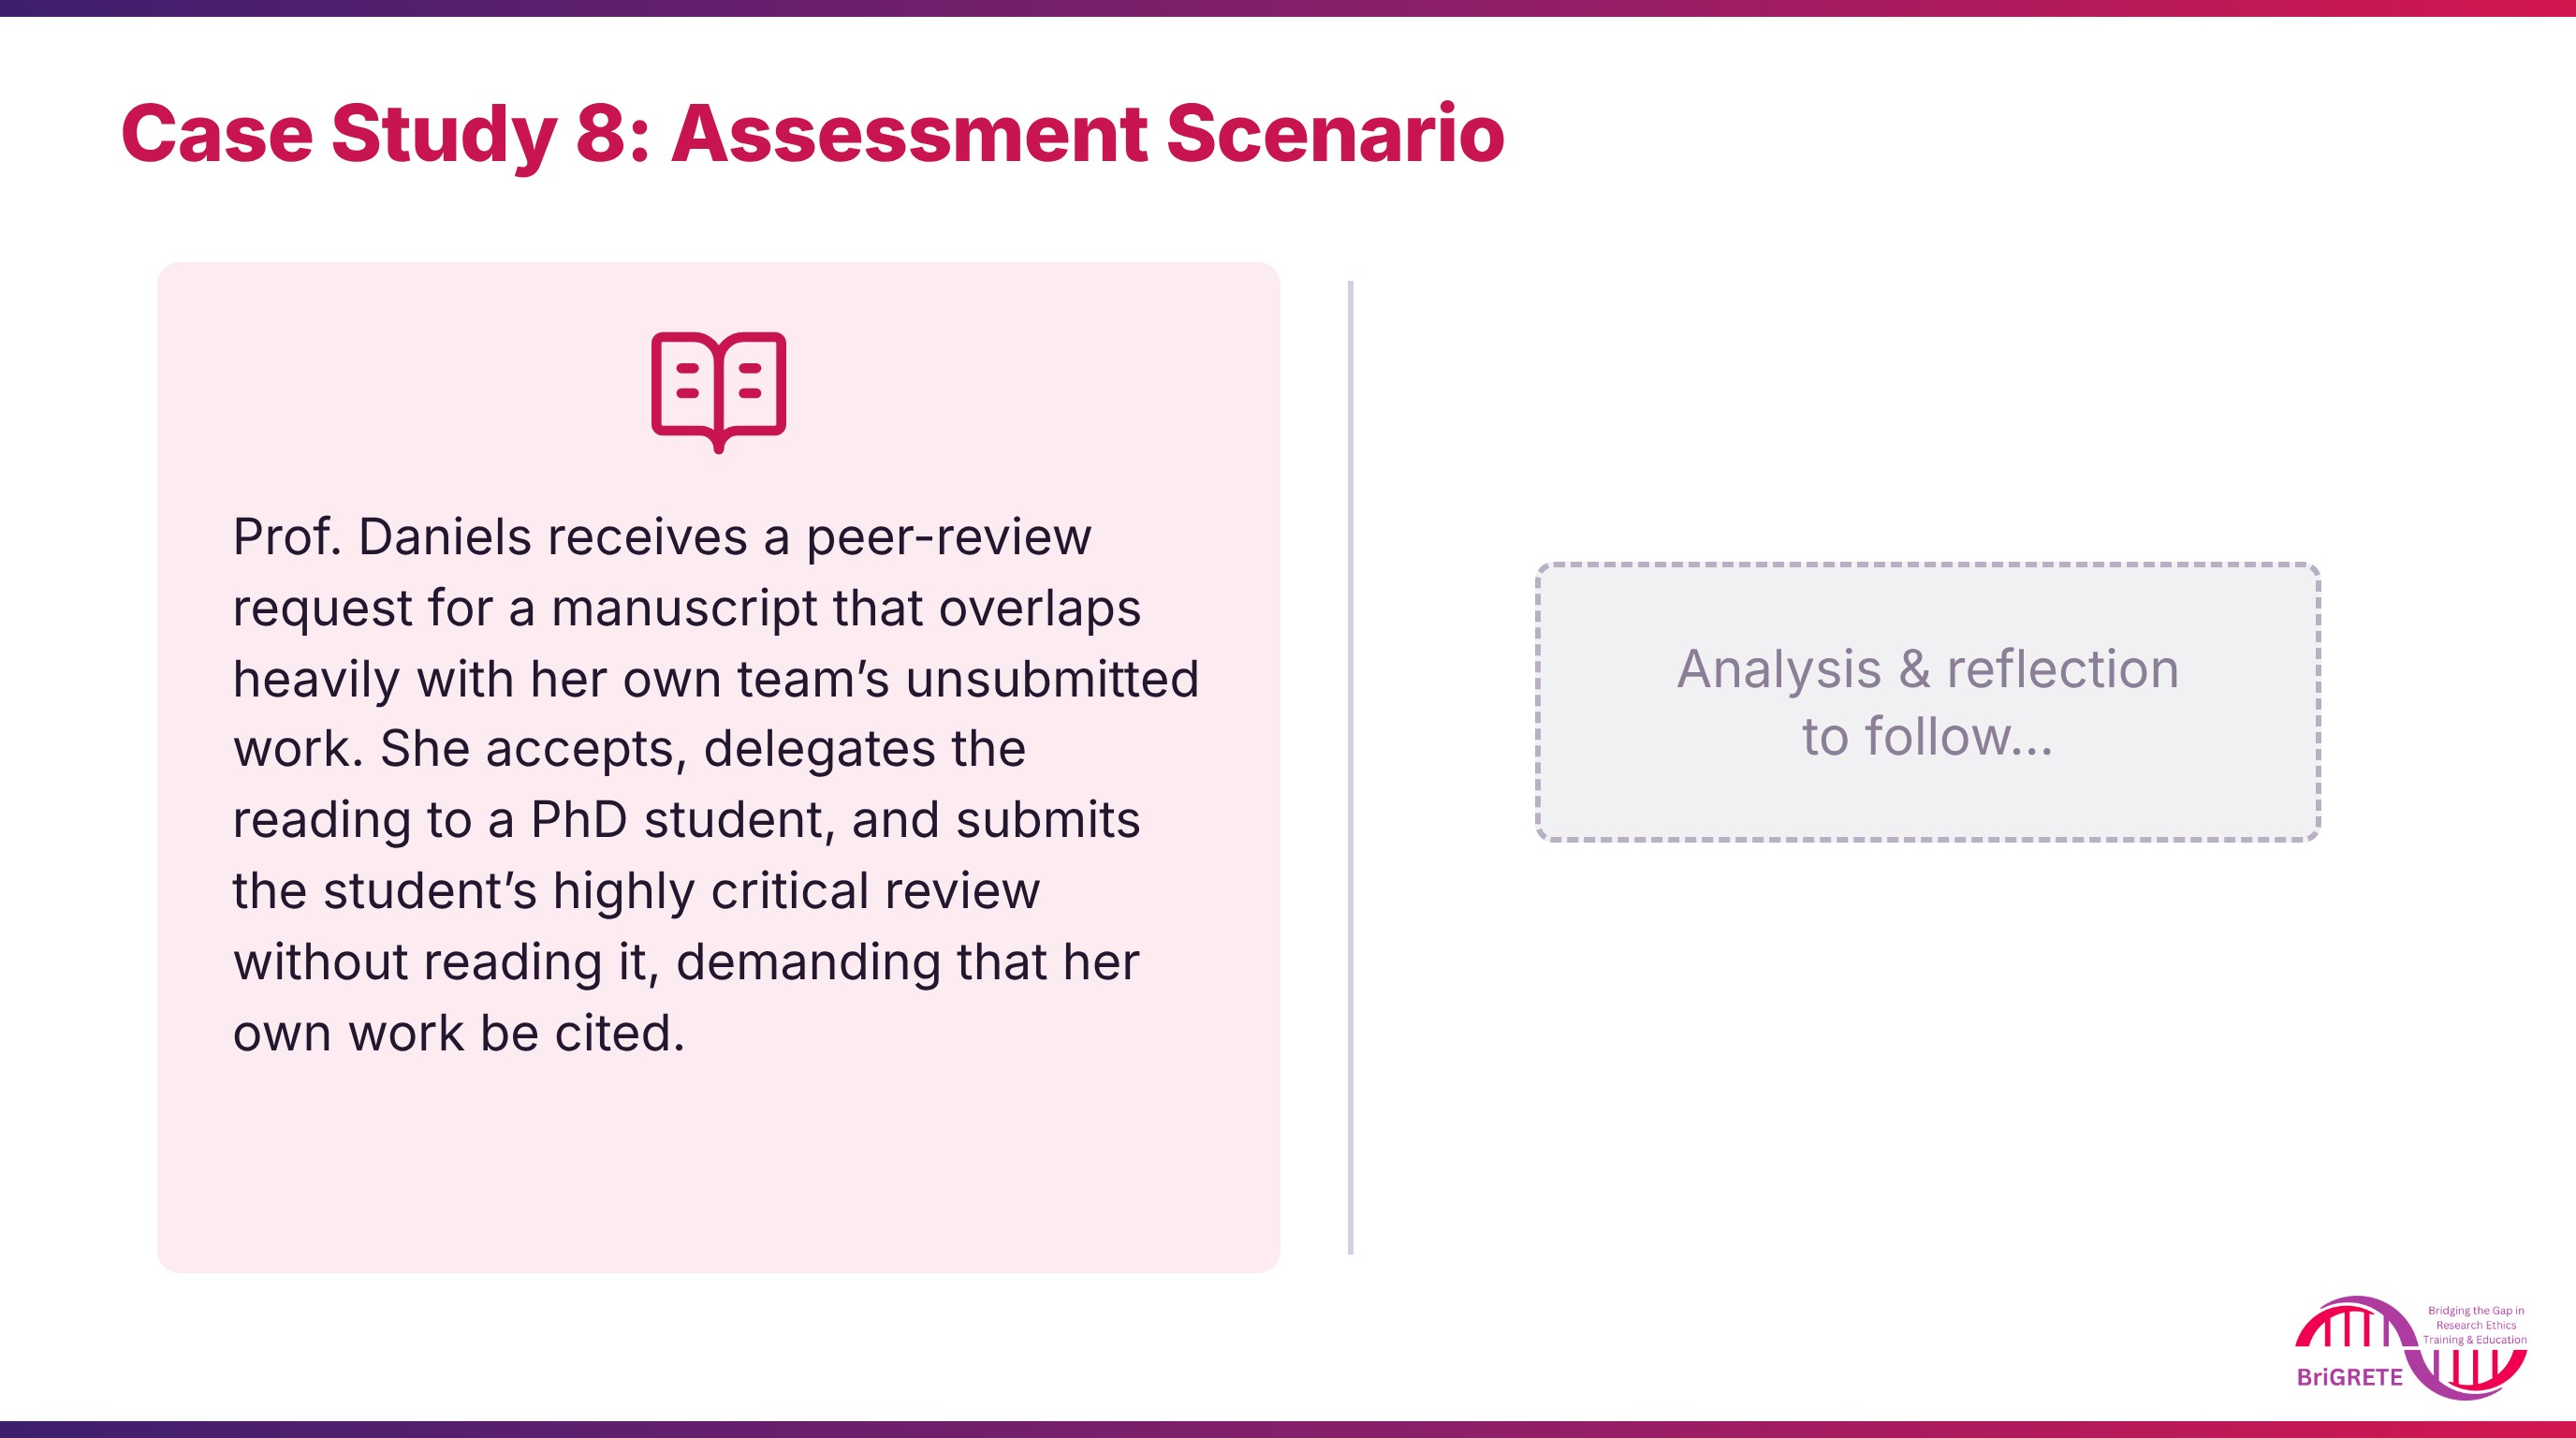 Case Study 8: Assessment Scenario
Prof. Daniels receives a peer-review
request for a manuscript that overlaps
heavily with her own team’s unsubmitted
work. She accepts, delegates the
reading to a PhD student, and submits
the student’s highly critical review
without reading it, demanding that her
own work be cited.
Analysis & reflection
to follow...
Bridging the Gap in
Research Ethics
Training & Education
BriGRETE